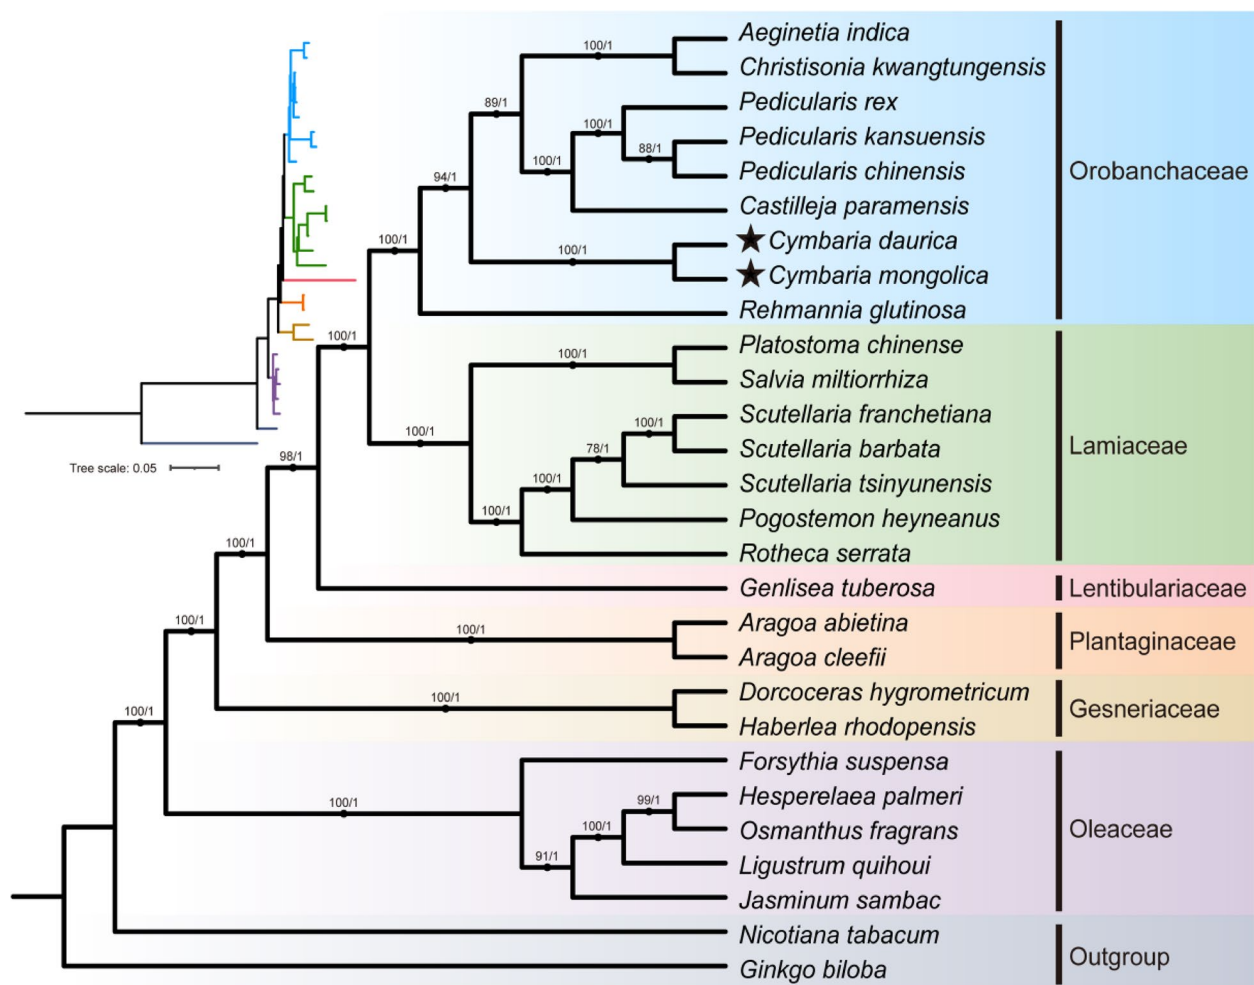 100/1
Aeginetia indica
Christisonia kwangtungensis
89/1
100/1
Pedicularis rex
88/1
Pedicularis kansuensis
100/1
Pedicularis chinensis
94/1
Castilleja paramensis
Orobanchaceae
100/1
100/1
Cymbaria daurica
Cymbaria mongolica
Rehmannia glutinosa
100/1
100/1
Platostoma chinense
Salvia miltiorrhiza
100/1
Scutellaria franchetiana
100/1
78/1
Scutellaria barbata
Lamiaceae
Tree scale: 0.05
98/1
100/1
Scutellaria tsinyunensis
100/1
Pogostemon heyneanus
100/1
Rotheca serrata
Genlisea tuberosa
Lentibulariaceae
100/1
100/1
Aragoa abietina
Aragoa cleefii
Plantaginaceae
100/1
100/1
Dorcoceras hygrometricum
Haberlea rhodopensis
Gesneriaceae
Forsythia suspensa
100/1
99/1
Hesperelaea palmeri
100/1
Osmanthus fragrans
Oleaceae
91/1
Ligustrum quihoui
Jasminum sambac
Nicotiana tabacum
Ginkgo biloba
Outgroup